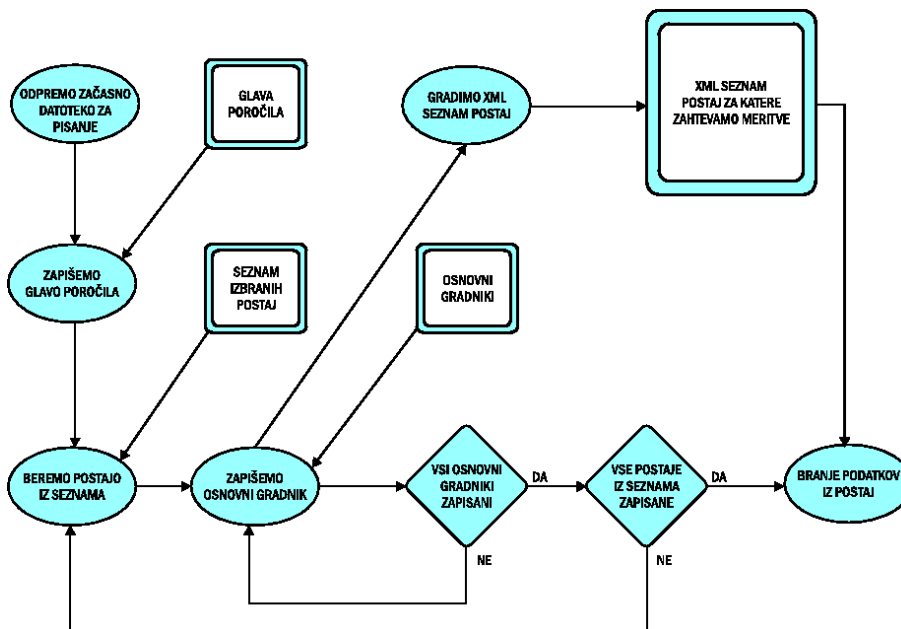 ODPREMO ZAČASNO
DATOTEKO ZA
PISANJE
GLAVA
POROČILA
GRADIMO XML
SEZNAM POSTAJ
XML SEZNAM
POSTAJ ZA KATERE
ZAHTEVAMO MERITVE
ZAPIŠEMO
GLAVO POROČILA
SEZNAM
IZBRANIH
POSTAJ
OSNOVNI
GRADNIKI
BEREMO POSTAJO
IZ SEZNAMA
ZAPIŠEMO
OSNOVNI GRADNIK
VSI OSNOVNI
GRADNIKI
ZAPISANI
DA
VSE POSTAJE
IZ SEZNAMA
ZAPISANE
DA
BRANJE PODATKOV
IZ POSTAJ
NE
NE